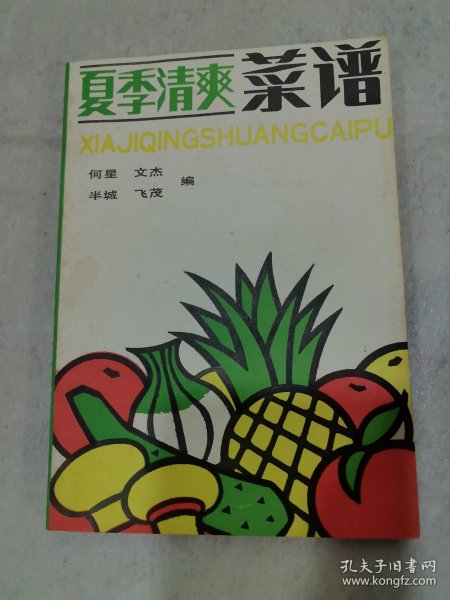 夏季清爽菜谱
XIAJIQINGSHUANGCAIPU
何星 文杰
半城 飞茂 编
孔夫子旧书网
www.kongfz.com